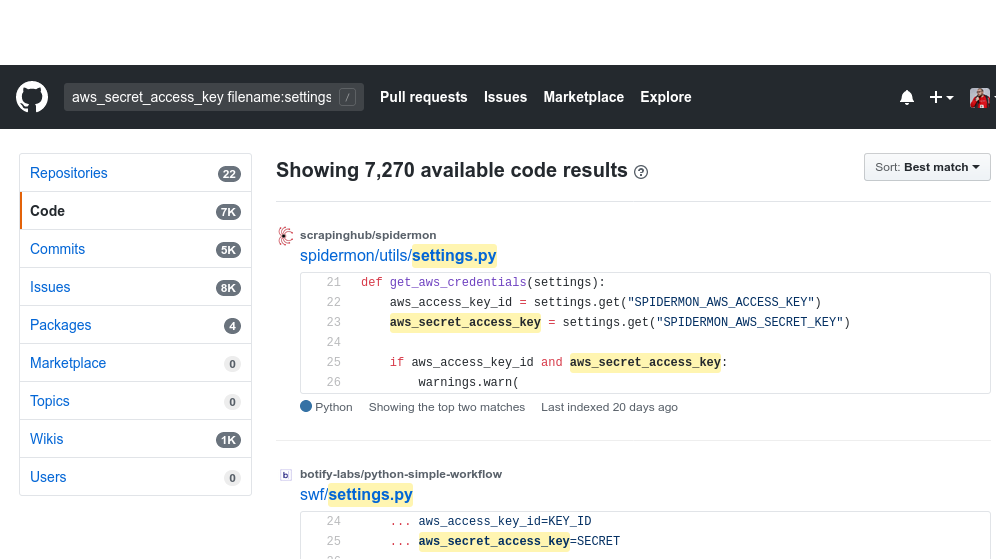 aws_secret_access_key filename:settings / Pull requests Issues Marketplace Explore
Repositories 22
Code 7K
Commits 5K
Issues 8K
Packages 4
Marketplace 0
Topics 0
Wikis 1K
Users 0
Showing 7,270 available code results ?
Sort: Best match
scrapinghub/spidermon
spidermon/utils/settings.py
21 def get_aws_credentials(settings):
22 aws_access_key_id = settings.get("SPIDERMON_AWS_ACCESS_KEY")
23 aws_secret_access_key = settings.get("SPIDERMON_AWS_SECRET_KEY")
24
25 if aws_access_key_id and aws_secret_access_key:
26 warnings.warn(
Python Showing the top two matches Last indexed 20 days ago
b botify-labs/python-simple-workflow
swf/settings.py
24 ... aws_access_key_id=KEY_ID
25 ... aws_secret_access_key=SECRET